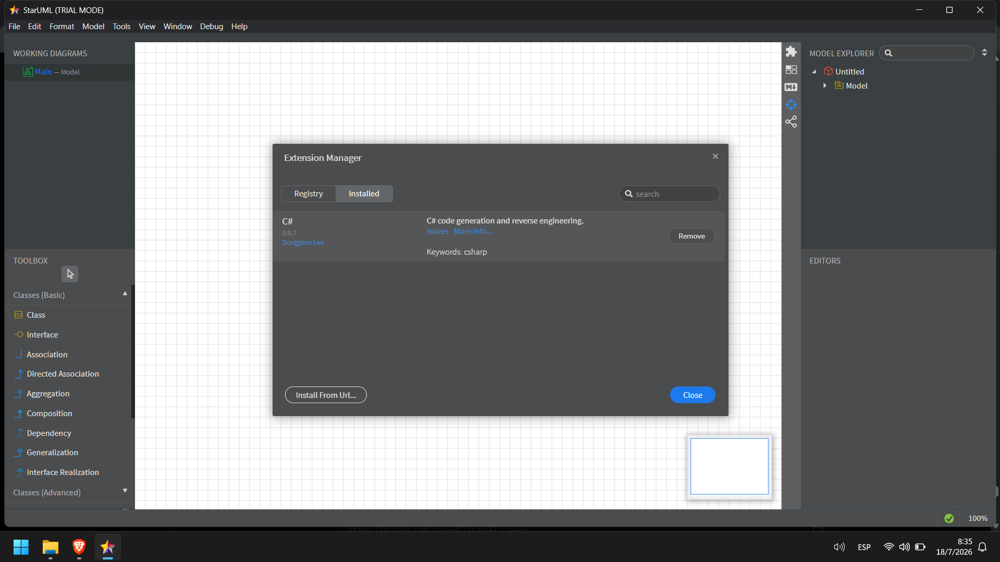 StarUML (TRIAL MODE)
File Edit Format Model Tools View Window Debug Help
WORKING DIAGRAMS
Main — Model
TOOLBOX
Classes (Basic)
Class
Interface
Association
Directed Association
Aggregation
Composition
Dependency
Generalization
Interface Realization
Classes (Advanced)
Extension Manager
Registry Installed
search
C#
0.9.7
Dongjoon Lee
C# code generation and reverse engineering.
Issues More info...
Keywords: csharp
Remove
Install From Url...
Close
MODEL EXPLORER
Untitled
Model
EDITORS
100%
https://github.com/staruml/staruml-csharp
ESP
8:35
18/7/2026